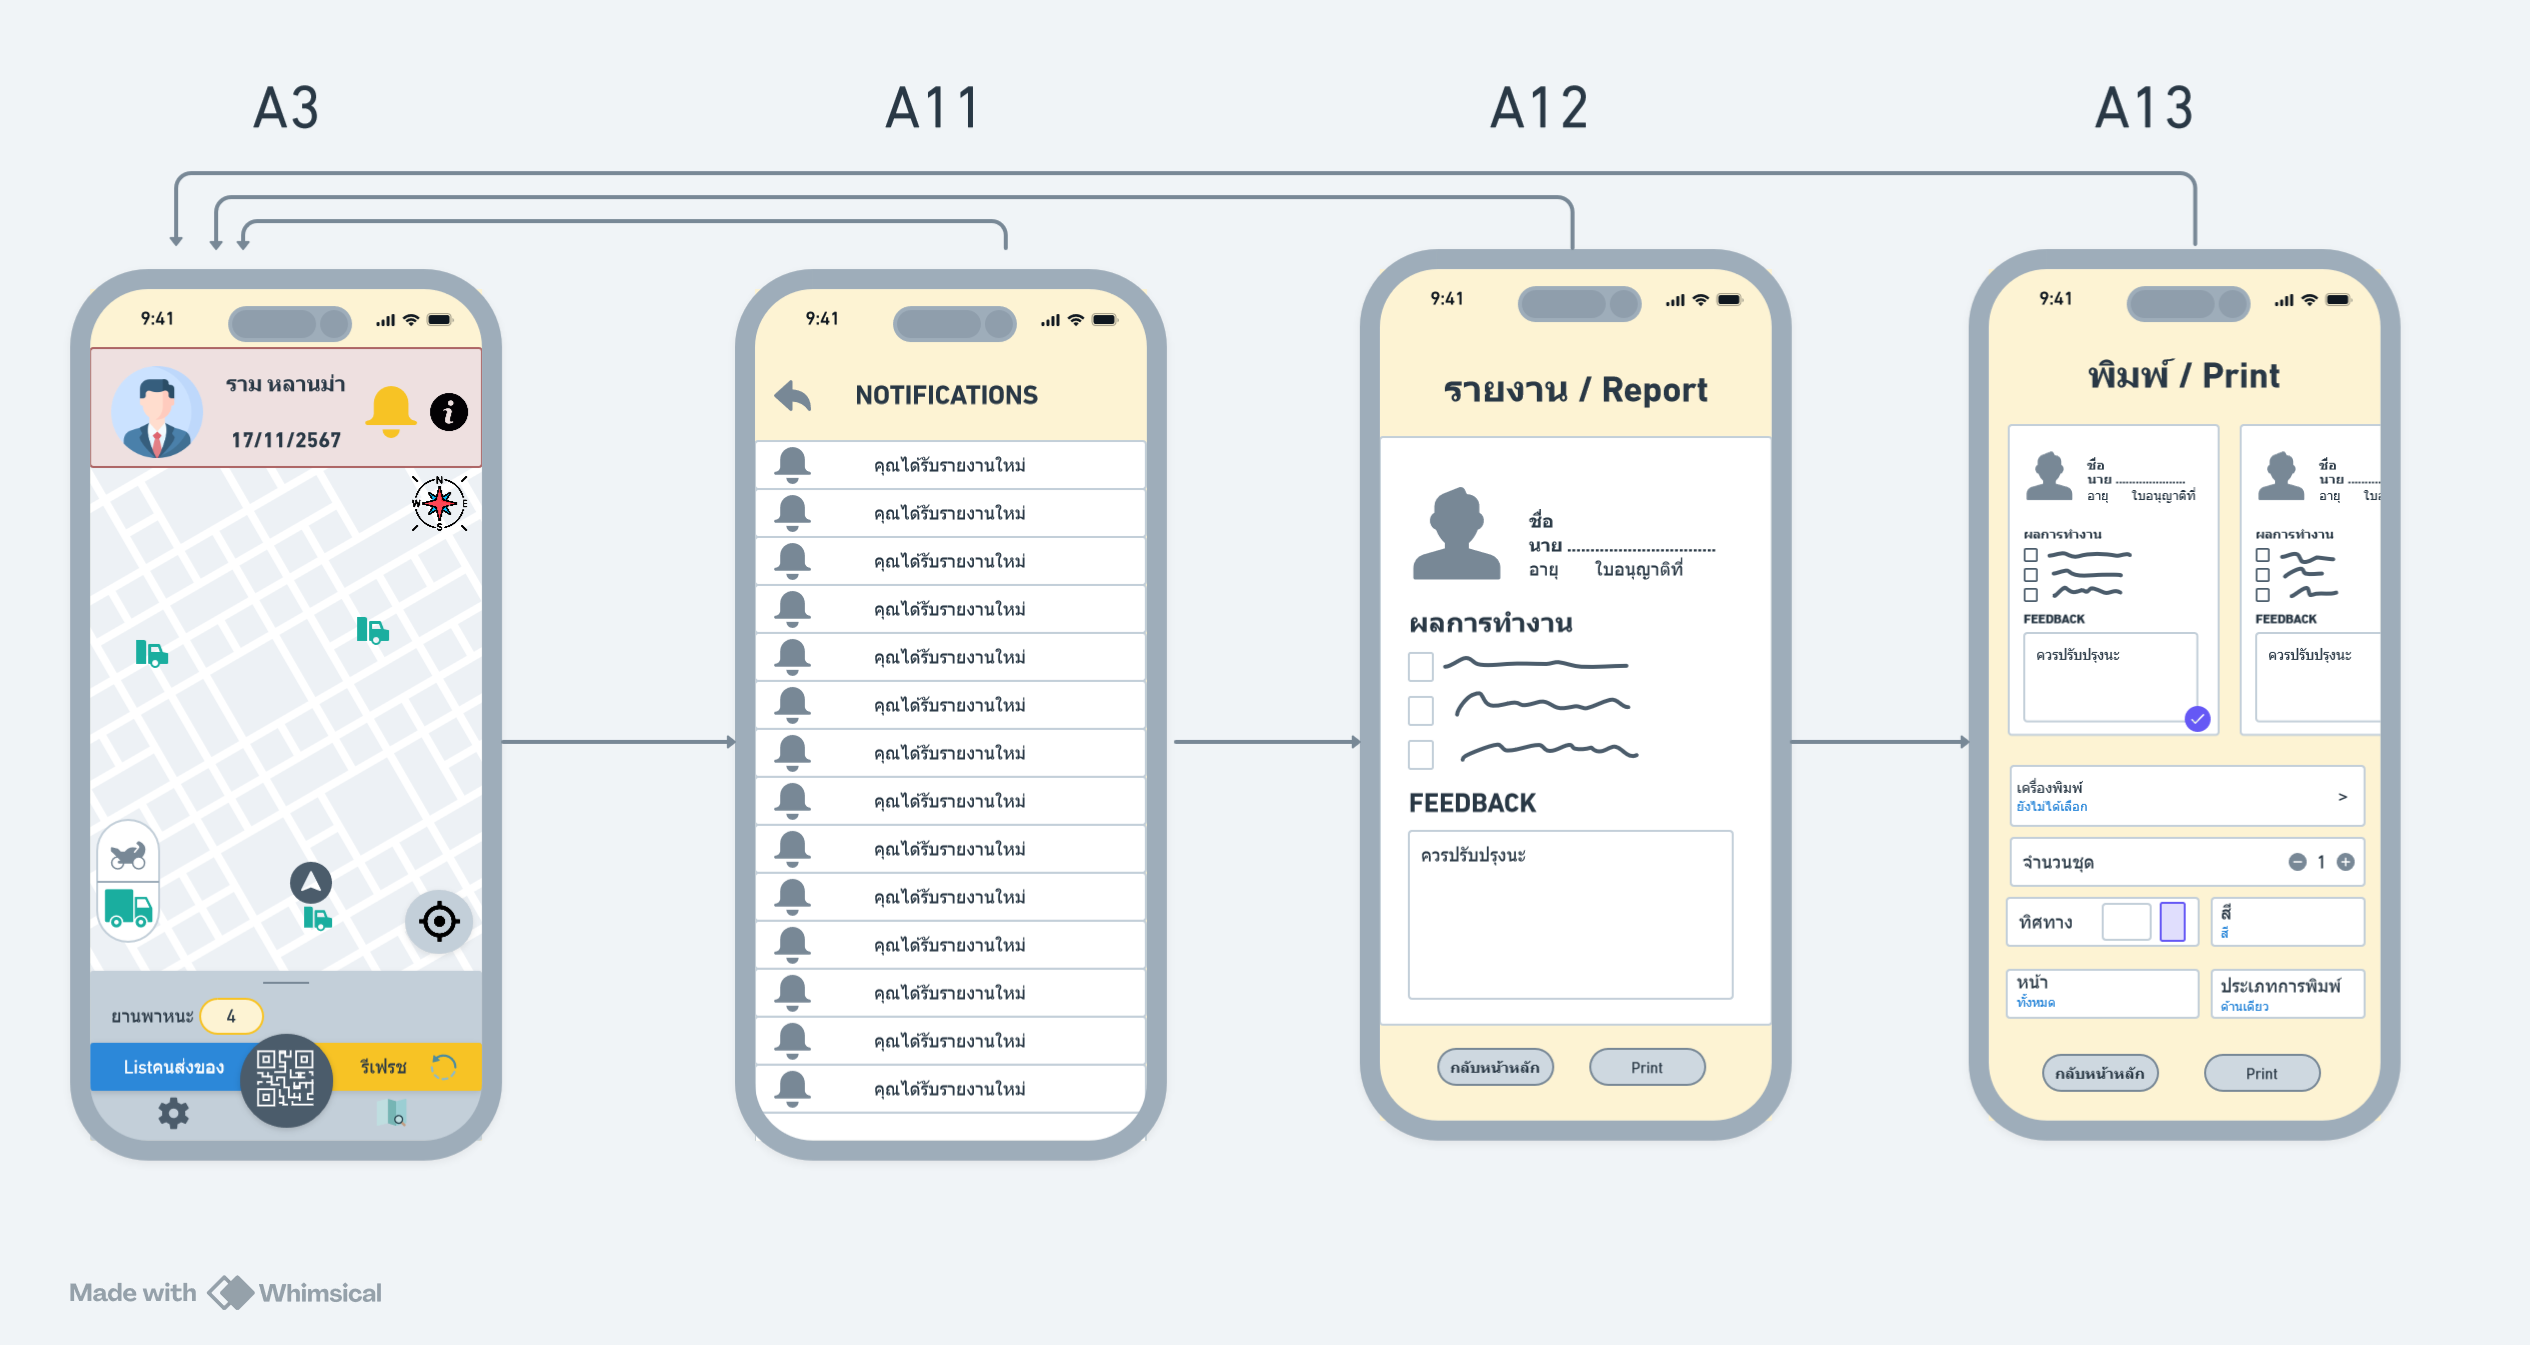 A3
A11
A12
A13
9:41
ราม หลานม่า
17/11/2567
i
N
W
E
S
ยานพาหนะ
4
Listคนส่งของ
รีเฟรช
9:41
NOTIFICATIONS
คุณได้รับรายงานใหม่
คุณได้รับรายงานใหม่
คุณได้รับรายงานใหม่
คุณได้รับรายงานใหม่
คุณได้รับรายงานใหม่
คุณได้รับรายงานใหม่
คุณได้รับรายงานใหม่
คุณได้รับรายงานใหม่
คุณได้รับรายงานใหม่
คุณได้รับรายงานใหม่
คุณได้รับรายงานใหม่
คุณได้รับรายงานใหม่
คุณได้รับรายงานใหม่
คุณได้รับรายงานใหม่
9:41
รายงาน / Report
ชื่อ
นาย ................................
อายุ ใบอนุญาติที่
ผลการทำงาน
FEEDBACK
ควรปรับปรุงนะ
กลับหน้าหลัก
Print
9:41
พิมพ์ / Print
ชื่อ
นาย .....................
อายุ ใบอนุญาติที่
ผลการทำงาน
FEEDBACK
ควรปรับปรุงนะ
ชื่อ
นาย ..........
อายุ ใบอ
ผลการทำงาน
FEEDBACK
ควรปรับปรุงนะ
เครื่องพิมพ์
ยังไม่ได้เลือก
>
จำนวนชุด
1
ทิศทาง
สี
สี
หน้า
ทั้งหมด
ประเภทการพิมพ์
ด้านเดียว
กลับหน้าหลัก
Print
Made with Whimsical